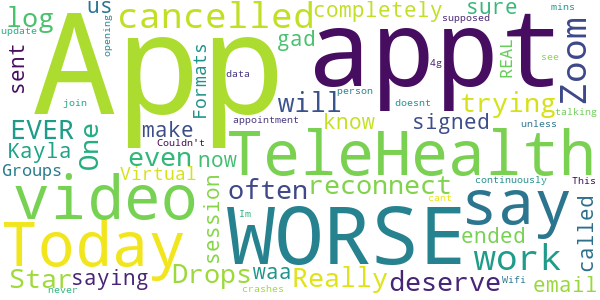 log us cancelled completely sure supposed mins
update opening sent App gad Formats appt REAL Zoom
join data 4g see
person doesnt talking
EVER One make will know signed trying
Kayla Couldn't appointment unless
Groups Virtual even now TeleHealth
video session often reconnect continuously This
Im cant say called
Today WORSE ended work
Star saying Drops waa Really deserve Wifi email
never crashes